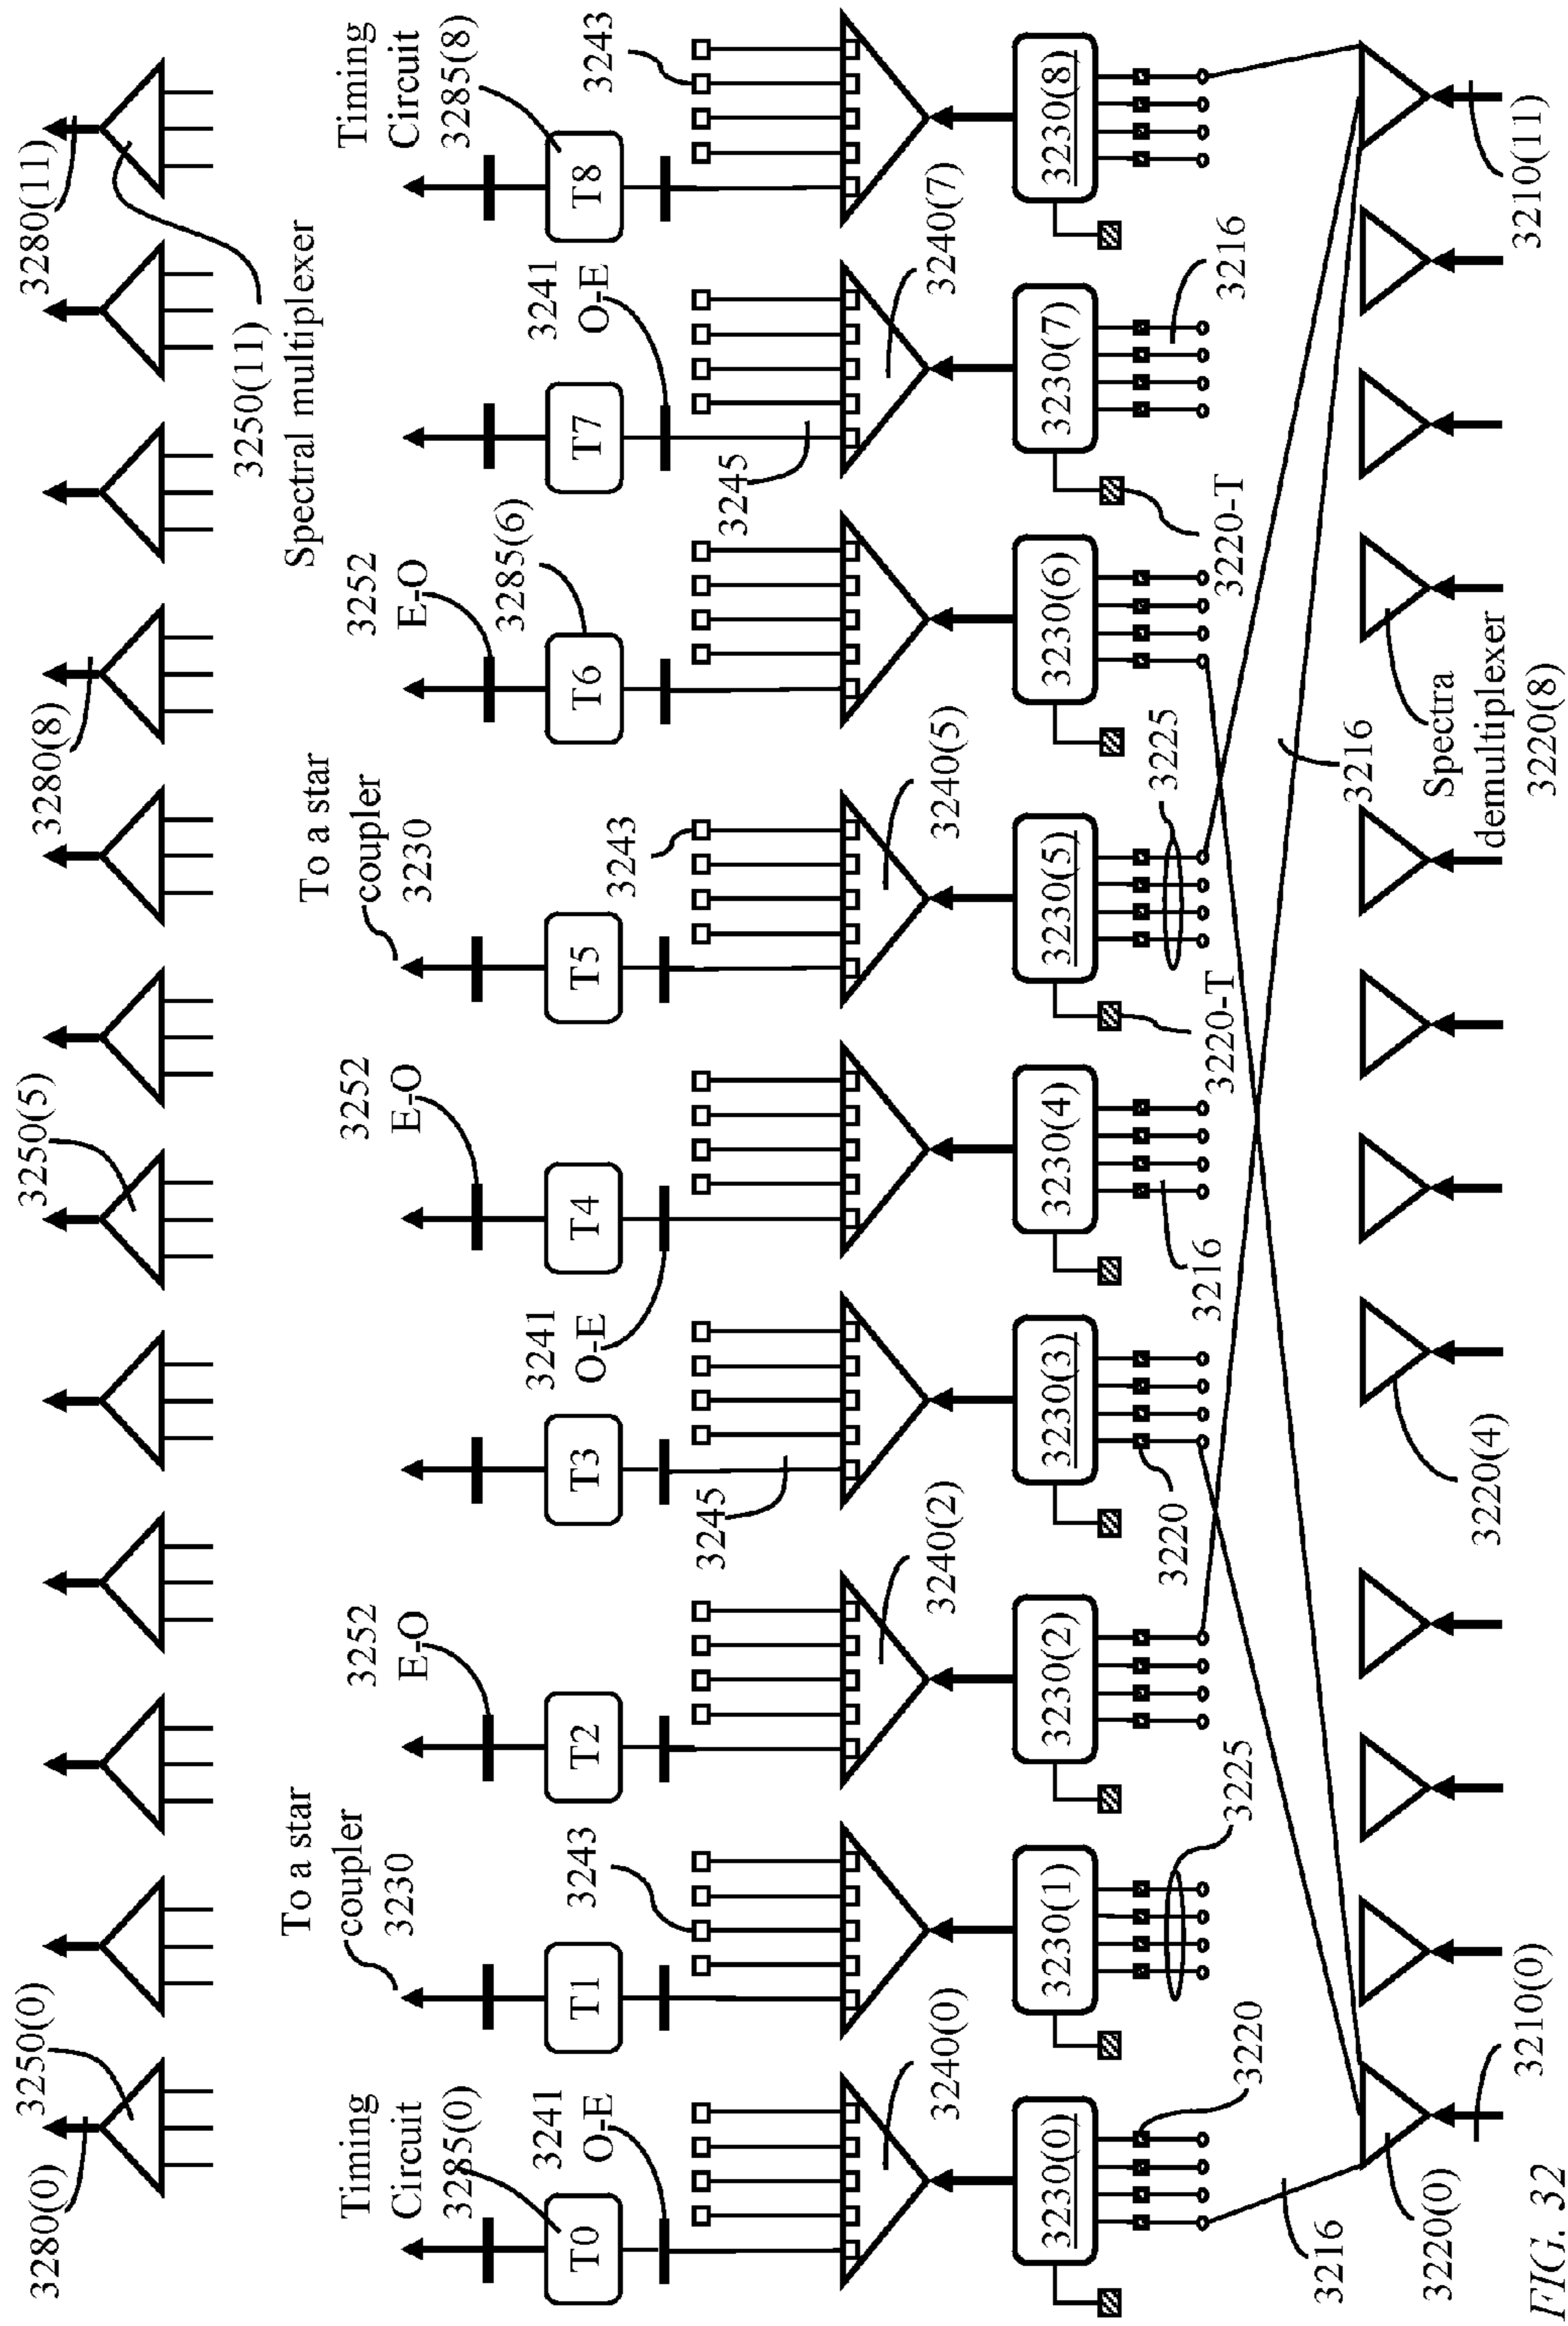 3280(0)
3250(0)
3250(5)
3280(8)
3280(11)
3250(11)
Spectral multiplexer
Timing
Circuit
3285(0)
To a star
coupler
3230
3252
E-O
3252
E-O
To a star
coupler
3230
3252
E-O
3285(6)
Timing
Circuit
3285(8)
3241
O-E
3243
3241
O-E
3243
3241
O-E
3243
T0
T1
T2
T3
T4
T5
T6
T7
T8
3245
3245
3240(0)
3240(2)
3240(5)
3240(7)
3230(0)
3230(1)
3230(2)
3230(3)
3230(4)
3230(5)
3230(6)
3230(7)
3230(8)
3220
3225
3220
3216
3220-T
3225
3220-T
3216
3216
3216
3220(0)
3210(0)
3220(4)
Spectra
demultiplexer
3220(8)
3210(11)
FIG. 32